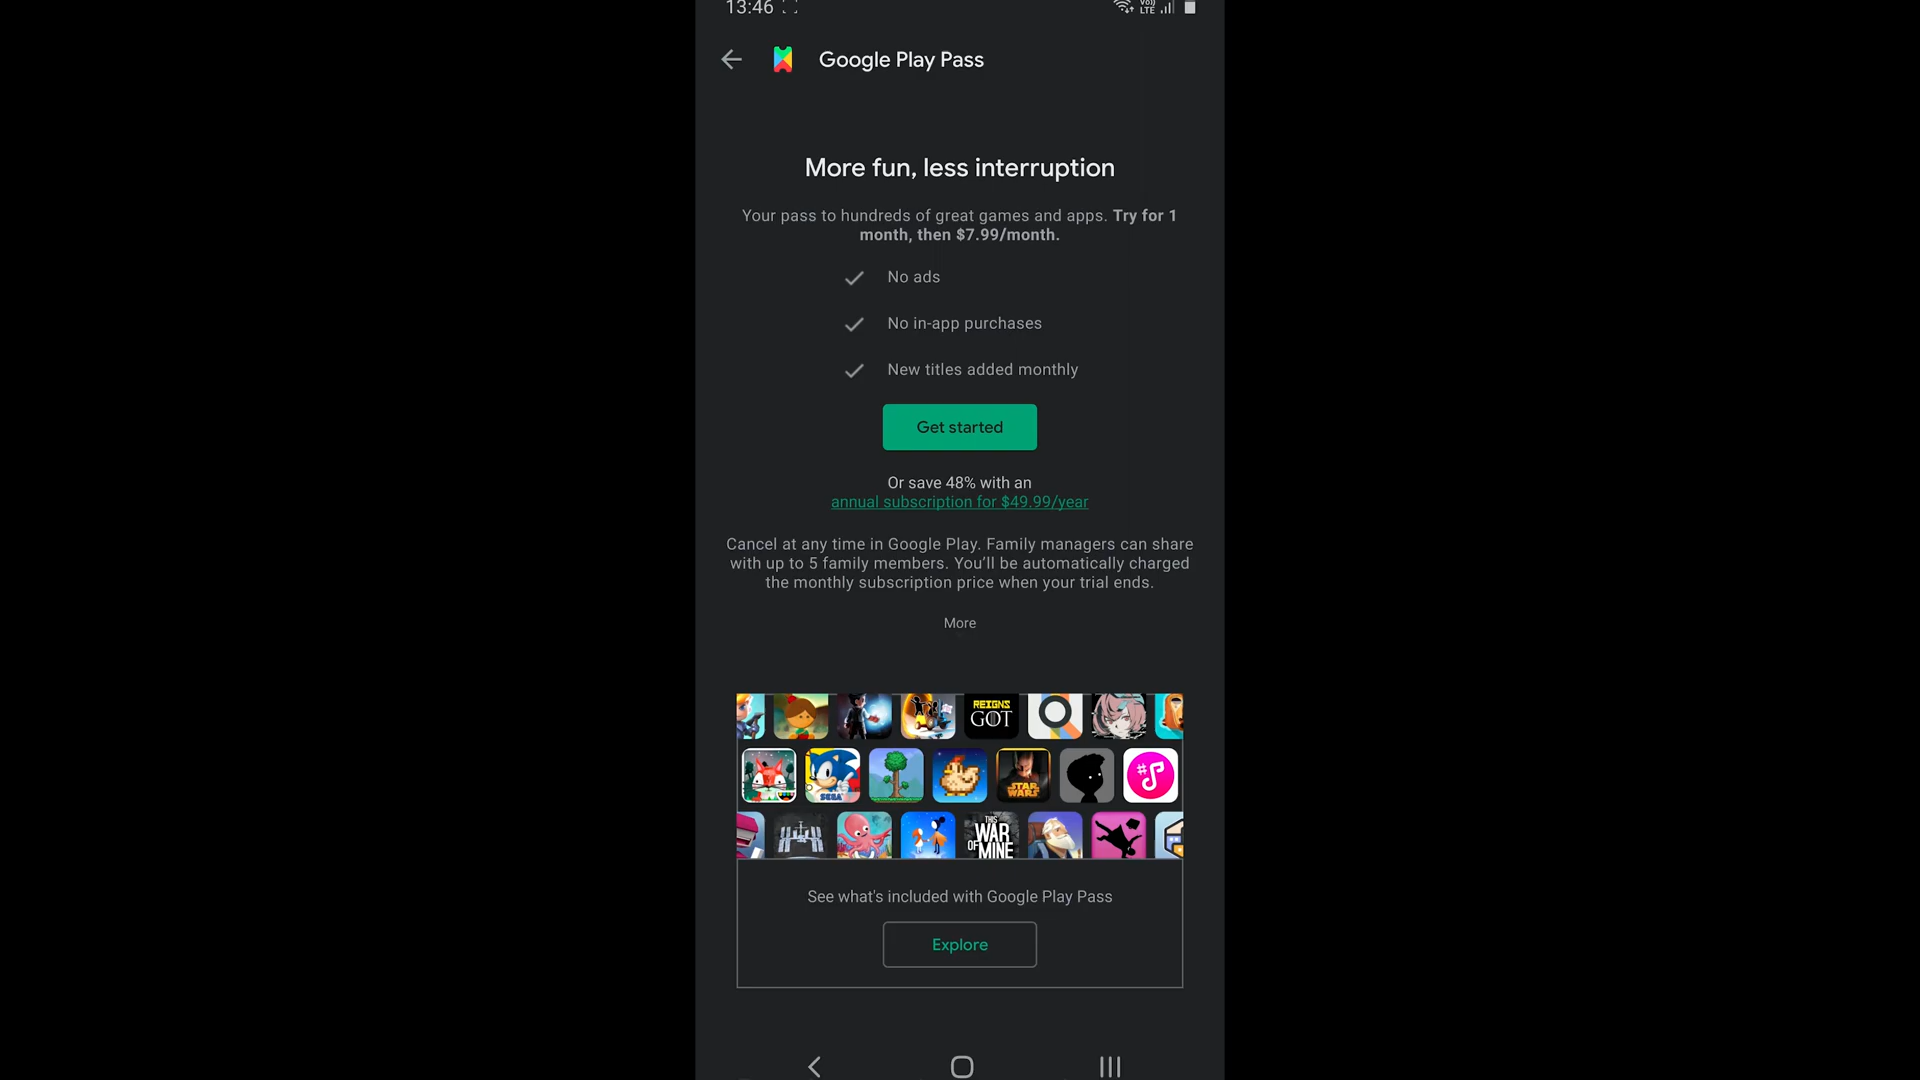 13:46
Vo))
LTE
Google Play Pass
More fun, less interruption
Your pass to hundreds of great games and apps. Try for 1
month, then $7.99/month.
No ads
No in-app purchases
New titles added monthly
Get started
Or save 48% with an
annual subscription for $49.99/year
Cancel at any time in Google Play. Family managers can share
with up to 5 family members. You’ll be automatically charged
the monthly subscription price when your trial ends.
More
REIGNS
GOT
SEGA
STAR
WARS
#
THIS
WAR
OF MINE
See what's included with Google Play Pass
Explore